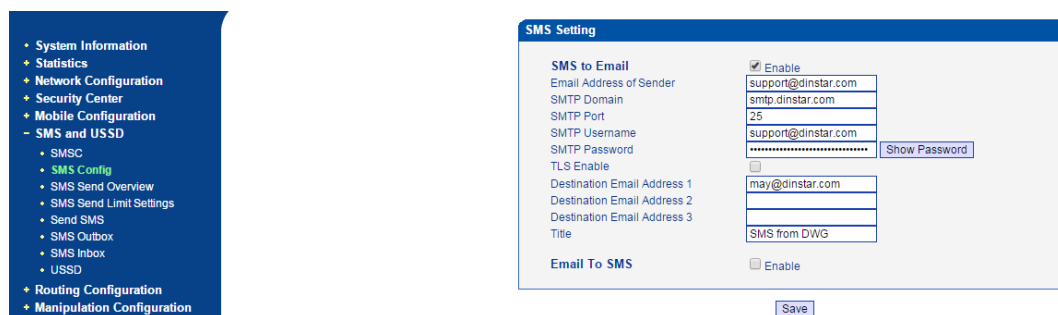 System Information
Statistics
Network Configuration
Security Center
Mobile Configuration
SMS and USSD
SMSC
SMS Config
SMS Send Overview
SMS Send Limit Settings
Send SMS
SMS Outbox
SMS Inbox
USSD
Routing Configuration
Manipulation Configuration
SMS Setting
SMS to Email Enable
Email Address of Sender support@dinstar.com
SMTP Domain smtp.dinstar.com
SMTP Port 25
SMTP Username support@dinstar.com
SMTP Password Show Password
TLS Enable
Destination Email Address 1 may@dinstar.com
Destination Email Address 2
Destination Email Address 3
Title SMS from DWG
Email To SMS Enable
Save